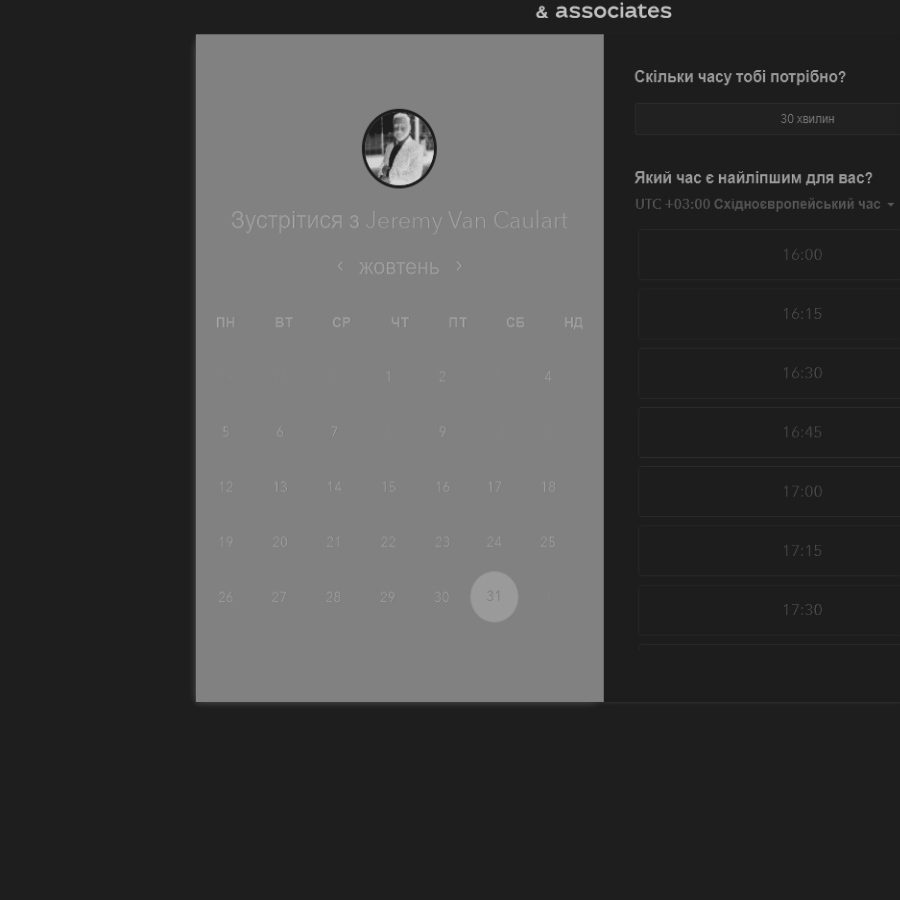 & associates
Зустрітися з Jeremy Van Caulart
жовтень
ПН ВТ СР ЧТ ПТ СБ НД
1 2 4
5 6 7 9
12 13 14 15 16 17 18
19 20 21 22 23 24 25
26 27 28 29 30 31
Скільки часу тобі потрібно?
30 хвилин
Який час є найліпшим для вас?
UTC +03:00 Східноєвропейський час
16:00
16:15
16:30
16:45
17:00
17:15
17:30